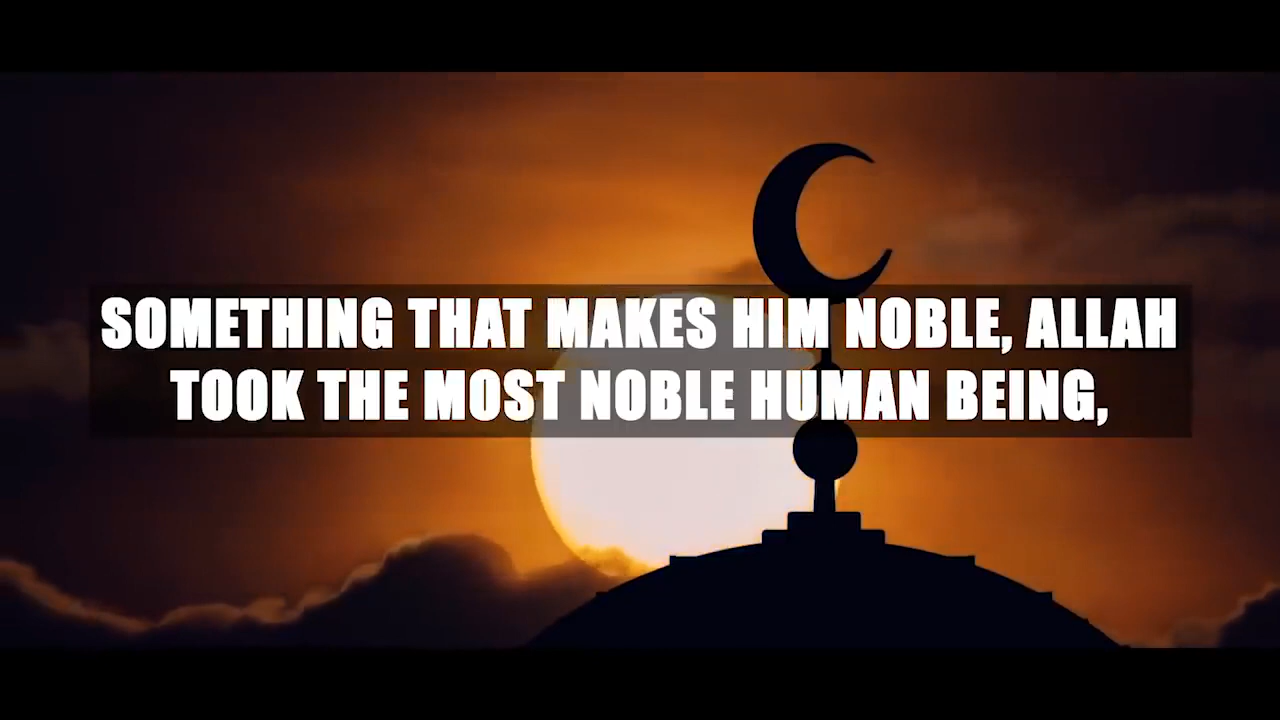 SOMETHING THAT MAKES HIM NOBLE, ALLAH
TOOK THE MOST NOBLE HUMAN BEING,